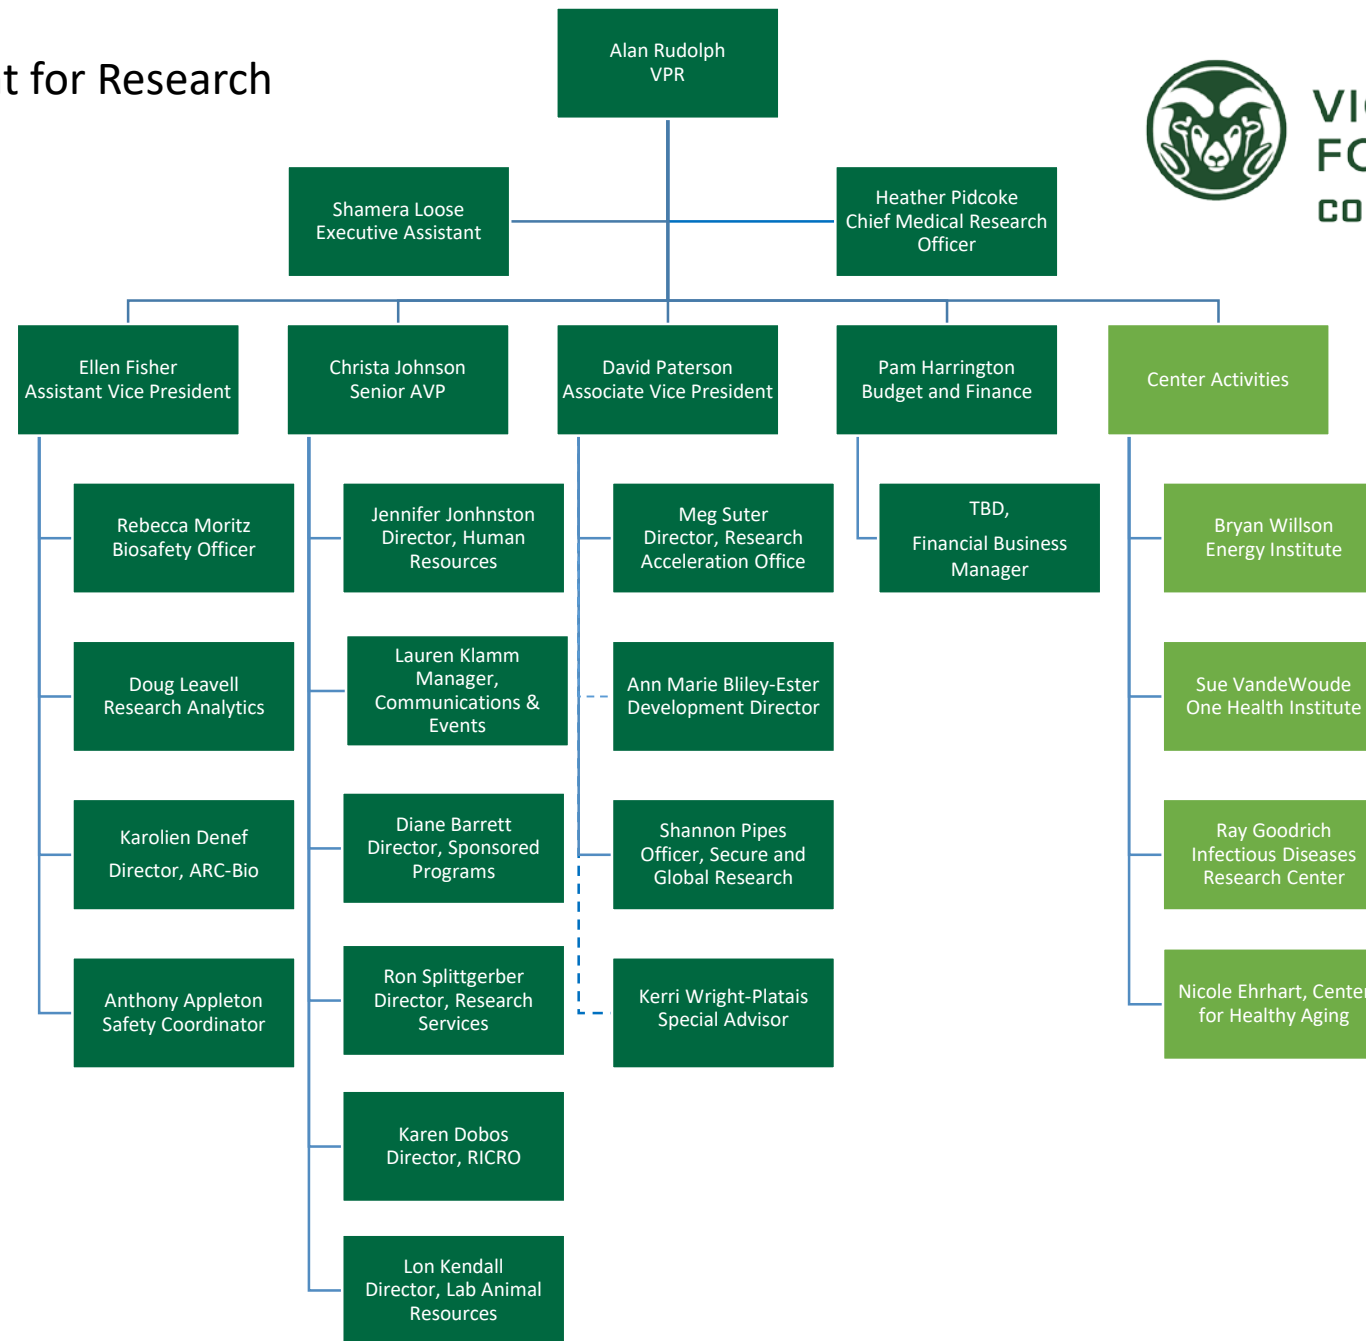 t for Research
Alan Rudolph
VPR
VI
FO
CO
Shamera Loose
Executive Assistant
Heather Pidcoke
Chief Medical Research
Officer
Ellen Fisher
Assistant Vice President
Christa Johnson
Senior AVP
David Paterson
Associate Vice President
Pam Harrington
Budget and Finance
Center Activities
Rebecca Moritz
Biosafety Officer
Jennifer Jonhnston
Director, Human
Resources
Meg Suter
Director, Research
Acceleration Office
TBD,
Financial Business
Manager
Bryan Willson
Energy Institute
Doug Leavell
Research Analytics
Lauren Klamm
Manager,
Communications &
Events
Ann Marie Bliley-Ester
Development Director
Sue VandeWoude
One Health Institute
Karolien Denef
Director, ARC-Bio
Diane Barrett
Director, Sponsored
Programs
Shannon Pipes
Officer, Secure and
Global Research
Ray Goodrich
Infectious Diseases
Research Center
Anthony Appleton
Safety Coordinator
Ron Splittgerber
Director, Research
Services
Kerri Wright-Platais
Special Advisor
Nicole Ehrhart, Center
for Healthy Aging
Karen Dobos
Director, RICRO
Lon Kendall
Director, Lab Animal
Resources